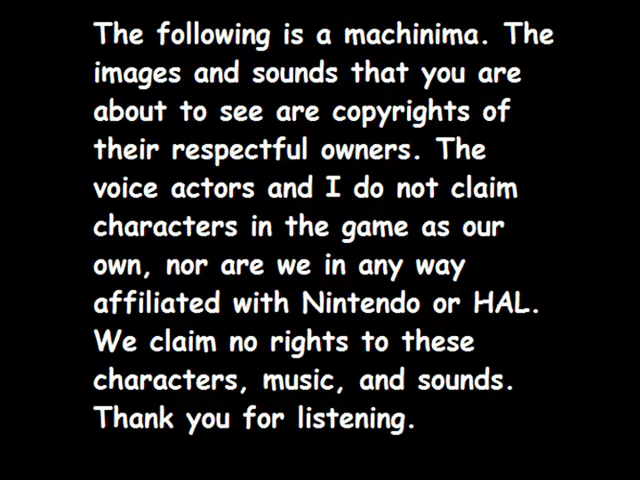 The following is a machinima. The
images and sounds that you are
about to see are copyrights of
their respectful owners. The
voice actors and I do not claim
characters in the game as our
own, nor are we in any way
affiliated with Nintendo or HAL.
We claim no rights to these
characters, music, and sounds.
Thank you for listening.